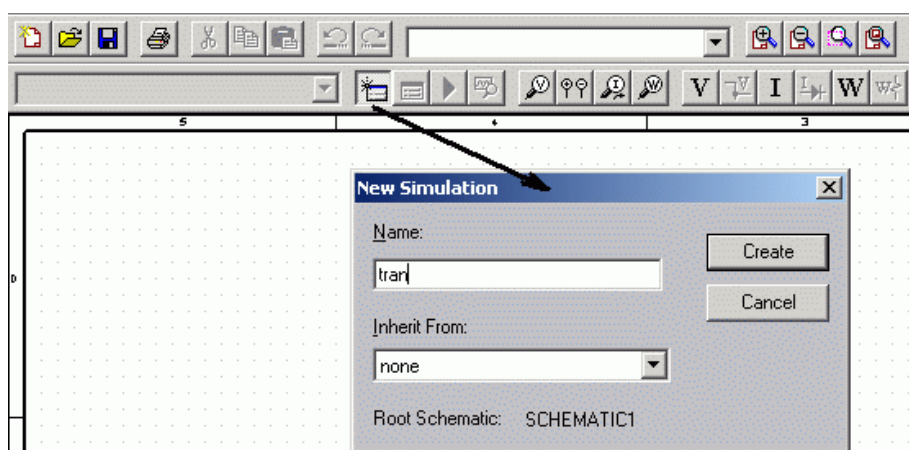 V I W W
5 4 3
New Simulation
Name:
Create
tran
D
Cancel
Inherit From:
none
Root Schematic: SCHEMATIC1